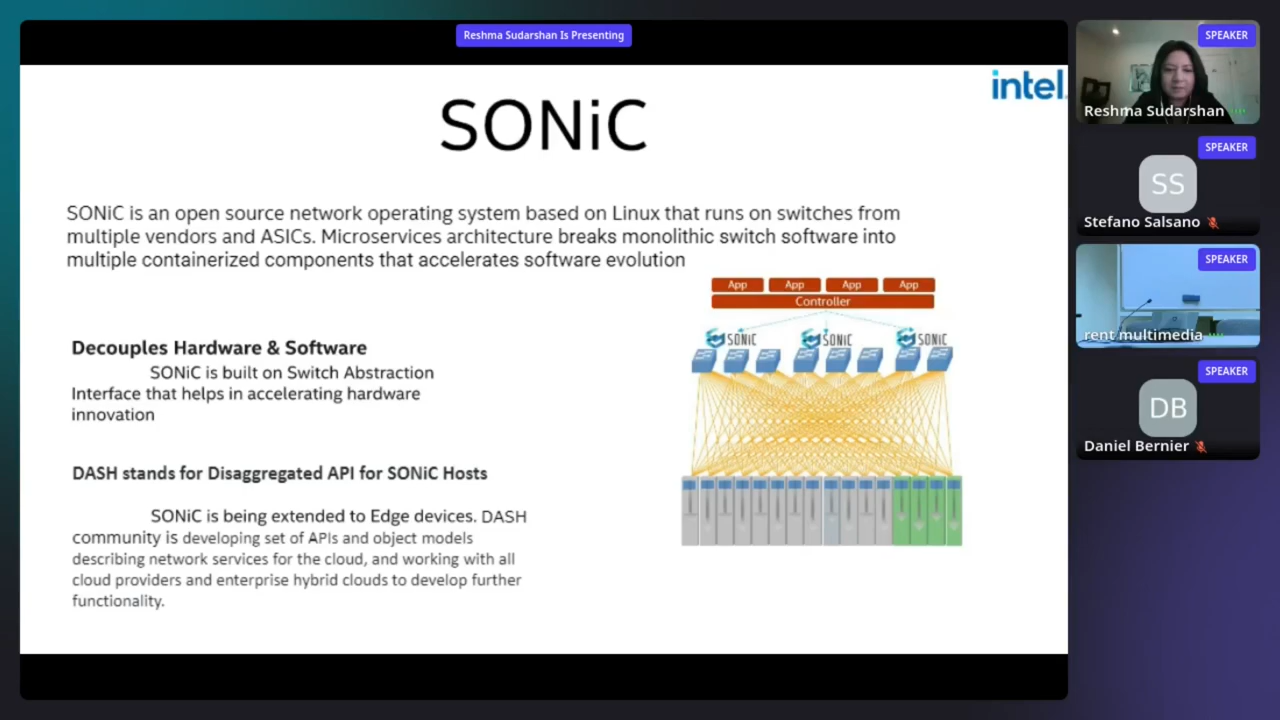 Reshma Sudarshan Is Presenting
intel.
SONiC
SONiC is an open source network operating system based on Linux that runs on switches from
multiple vendors and ASICs. Microservices architecture breaks monolithic switch software into
multiple containerized components that accelerates software evolution
App App App App
Controller
SONiC SONiC SONiC
Decouples Hardware & Software
SONiC is built on Switch Abstraction
Interface that helps in accelerating hardware
innovation
DASH stands for Disaggregated API for SONiC Hosts
SONiC is being extended to Edge devices. DASH
community is developing set of APIs and object models
describing network services for the cloud, and working with all
cloud providers and enterprise hybrid clouds to develop further
functionality.
SPEAKER
Reshma Sudarshan
SPEAKER
SS
Stefano Salsano
SPEAKER
rent multimedia
SPEAKER
DB
Daniel Bernier